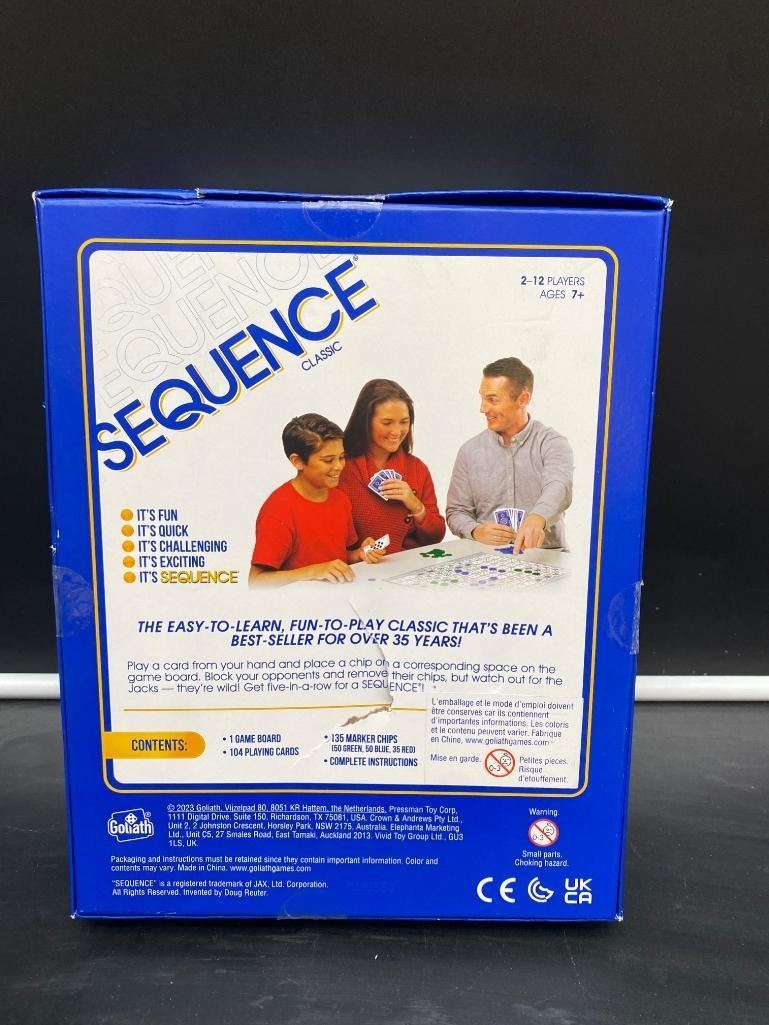 SEQUENCE®
CLASSIC
2–12 PLAYERS
AGES 7+
IT'S FUN
IT'S QUICK
IT'S CHALLENGING
IT'S EXCITING
IT'S SEQUENCE
THE EASY-TO-LEARN, FUN-TO-PLAY CLASSIC THAT'S BEEN A
BEST-SELLER FOR OVER 35 YEARS!
Play a card from your hand and place a chip on a corresponding space on the
game board. Block your opponents and remove their chips, but watch out for the
Jacks — they're wild! Get five-in-a-row for a SEQUENCE!
CONTENTS:
• 1 GAME BOARD
• 104 PLAYING CARDS
• 135 MARKER CHIPS
(50 GREEN, 50 BLUE, 35 RED)
• COMPLETE INSTRUCTIONS
L'emballage et le mode d'emploi doivent
être conserves car ils contiennent
d'importantes informations. Les coloris
et le contenu peuvent varier. Fabrique
en Chine, www.goliathgames.com
Mise en garde.
0-3
Petites pieces.
Risque
d'etouffement.
Goliath
© 2023 Goliath, Vijzelpad 80, 8051 KR Hattem, the Netherlands, Pressman Toy Corp,
1111 Digital Drive, Suite 150, Richardson, TX 75081, USA. Crown & Andrews Pty Ltd.,
Unit 2, 2 Johnston Crescent, Horsley Park, NSW 2175, Australia. Elephanta Marketing
Ltd., Unit C5, 27 Smales Road, East Tamaki, Auckland 2013. Vivid Toy Group Ltd., GU3
1LS, UK.
Packaging and instructions must be retained since they contain important information. Color and
contents may vary. Made in China. www.goliathgames.com
"SEQUENCE" is a registered trademark of JAX, Ltd. Corporation.
All Rights Reserved. Invented by Doug Reuter.
Warning.
0-3
Small parts.
Choking hazard.
CE
UK
CA